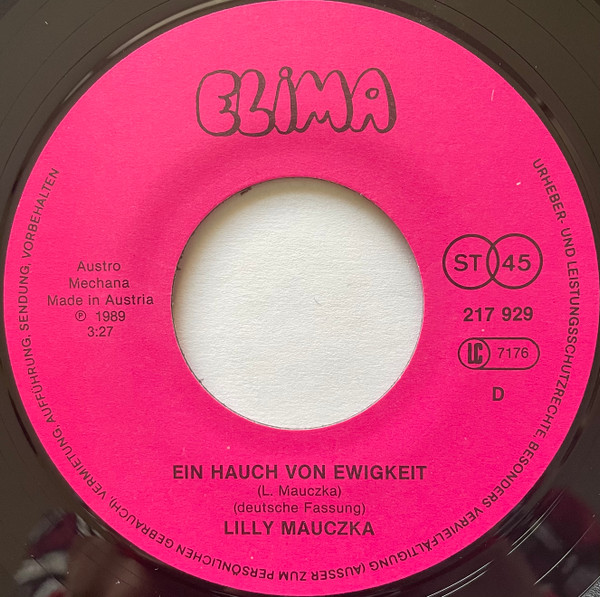 ELIMA
Austro
Mechana
Made in Austria
℗ 1989
3:27
ST 45
217 929
LC 7176
D
EIN HAUCH VON EWIGKEIT
(L. Mauczka)
(deutsche Fassung)
LILLY MAUCZKA
URHEBER- UND LEISTUNGSSCHUTZRECHTE, BESONDERS VERVIELFÄLTIGUNG (AUSSER ZUM PERSÖNLICHEN GEBRAUCH), VERMIETUNG, AUFFÜHRUNG, SENDUNG, VORBEHALTEN